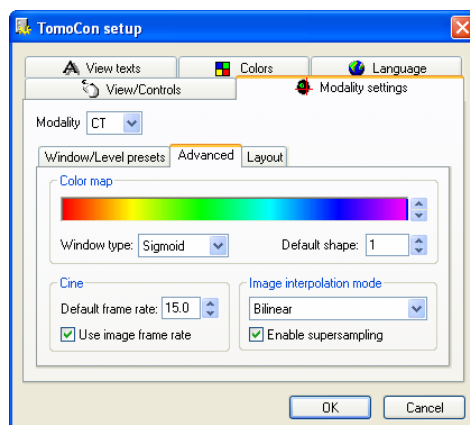 TomoCon setup
View texts
Colors
Language
View/Controls
Modality settings
Modality CT
Window/Level presets
Advanced
Layout
Color map
Window type: Sigmoid
Default shape: 1
Cine
Default frame rate: 15.0
Use image frame rate
Image interpolation mode
Bilinear
Enable supersampling
OK
Cancel